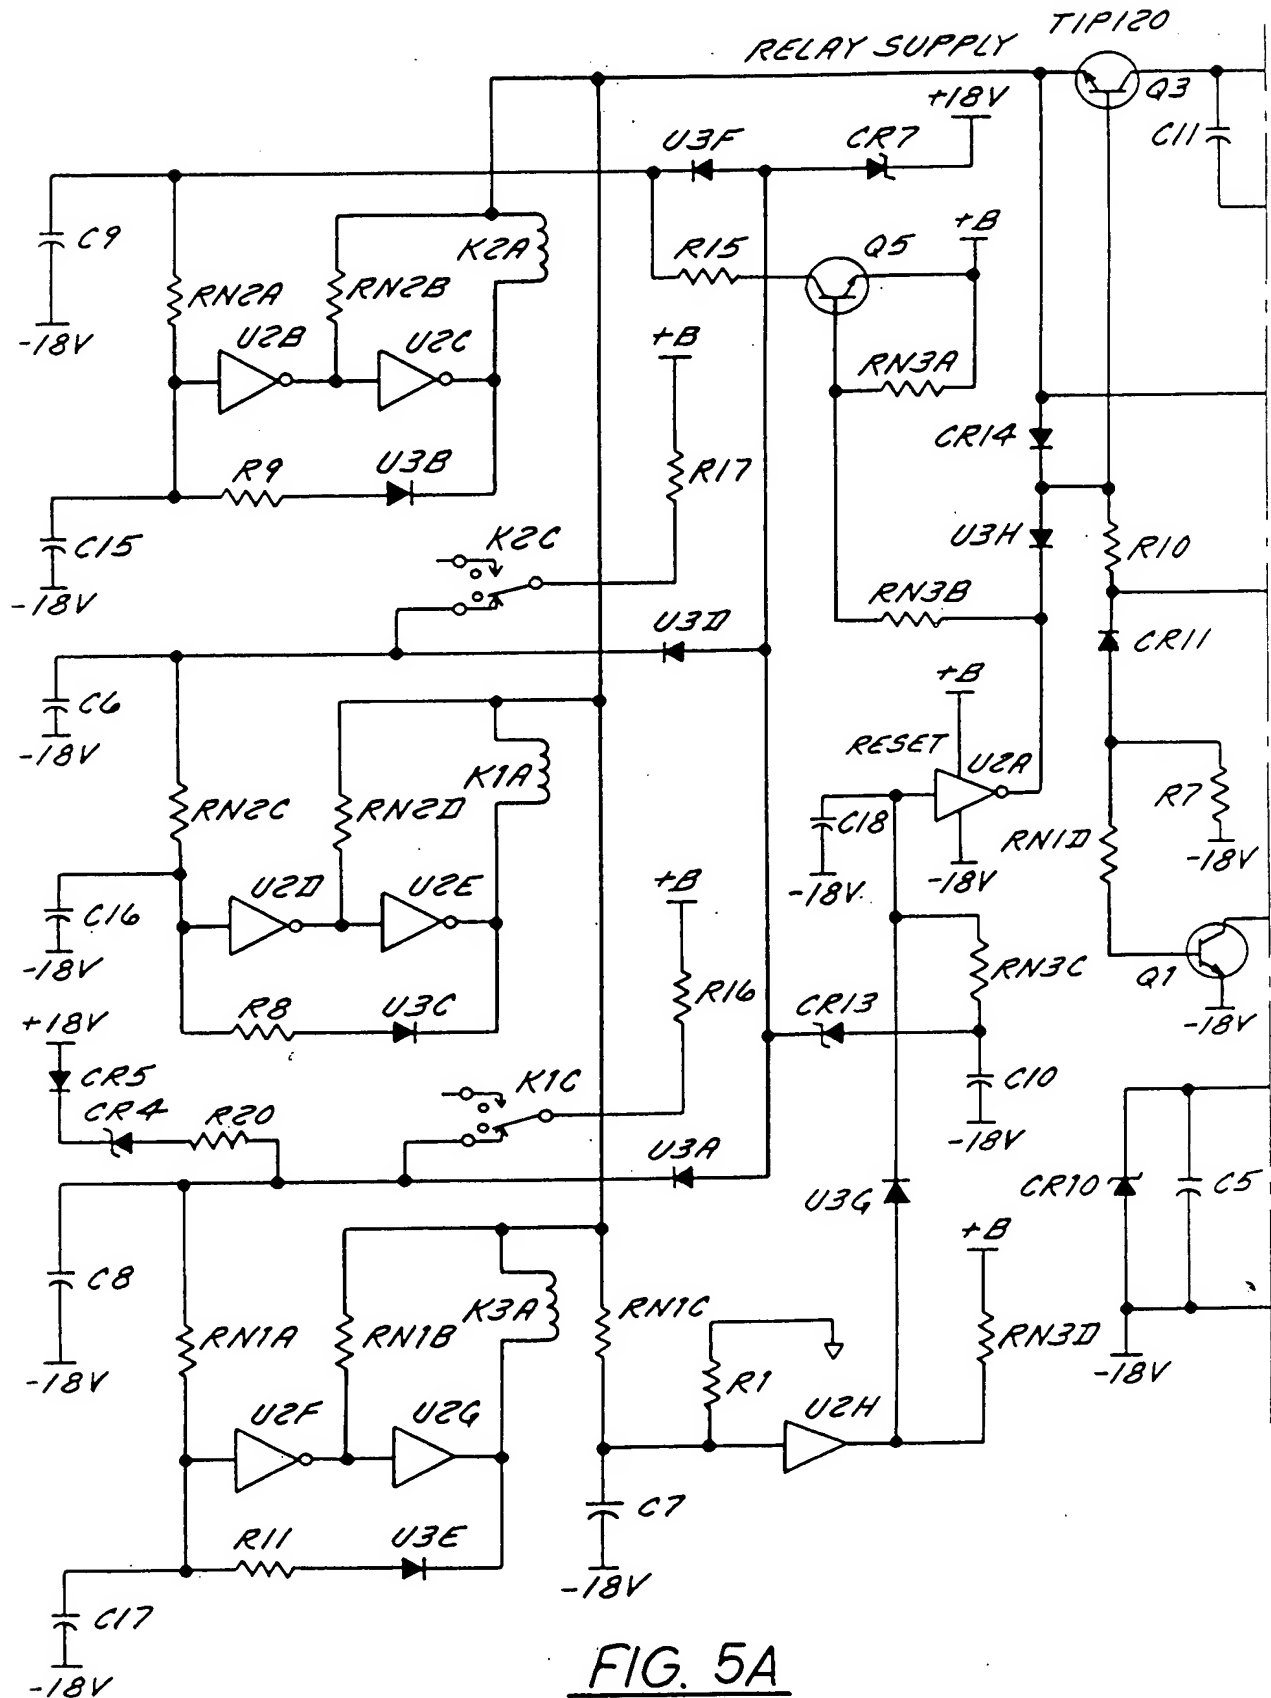 TIP120
RELAY SUPPLY
Q3
+18V
C11
U3F
CR7
C9
K2A
R15
Q5
+B
RN2A
RN2B
-18V
U2B
U2C
+B
RN3A
CR14
R9
U3B
R17
C15
K2C
U3H
R10
-18V
RN3B
U3D
CR11
C6
+B
-18V
K1A
RESET
U2A
RN2C
RN2D
C18
R7
RN1D
-18V
-18V
-18V
U2D
U2E
+B
C16
RN3C
-18V
Q1
R8
U3C
R16
CR13
-18V
+18V
CR5
K1C
C10
CR4
R20
-18V
U3A
CR10
C5
U3G
+B
C8
K3A
RN1C
RN3D
RN1A
RN1B
-18V
R1
-18V
U2F
U2G
U2H
C7
R11
U3E
-18V
C17
-18V
FIG. 5A